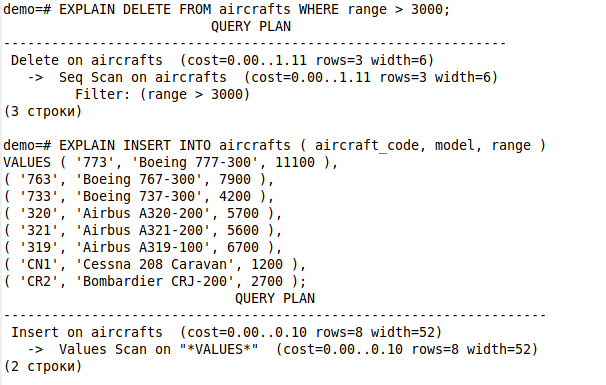 demo=# EXPLAIN DELETE FROM aircrafts WHERE range > 3000;
QUERY PLAN
---------------------------------------------------------------
Delete on aircrafts  (cost=0.00..1.11 rows=3 width=6)
->  Seq Scan on aircrafts  (cost=0.00..1.11 rows=3 width=6)
Filter: (range > 3000)
(3 строки)
demo=# EXPLAIN INSERT INTO aircrafts ( aircraft_code, model, range )
VALUES ( '773', 'Boeing 777-300', 11100 ),
( '763', 'Boeing 767-300', 7900 ),
( '733', 'Boeing 737-300', 4200 ),
( '320', 'Airbus A320-200', 5700 ),
( '321', 'Airbus A321-200', 5600 ),
( '319', 'Airbus A319-100', 6700 ),
( 'CN1', 'Cessna 208 Caravan', 1200 ),
( 'CR2', 'Bombardier CRJ-200', 2700 );
QUERY PLAN
--------------------------------------------------------------------
Insert on aircrafts  (cost=0.00..0.10 rows=8 width=52)
->  Values Scan on "*VALUES*"  (cost=0.00..0.10 rows=8 width=52)
(2 строки)